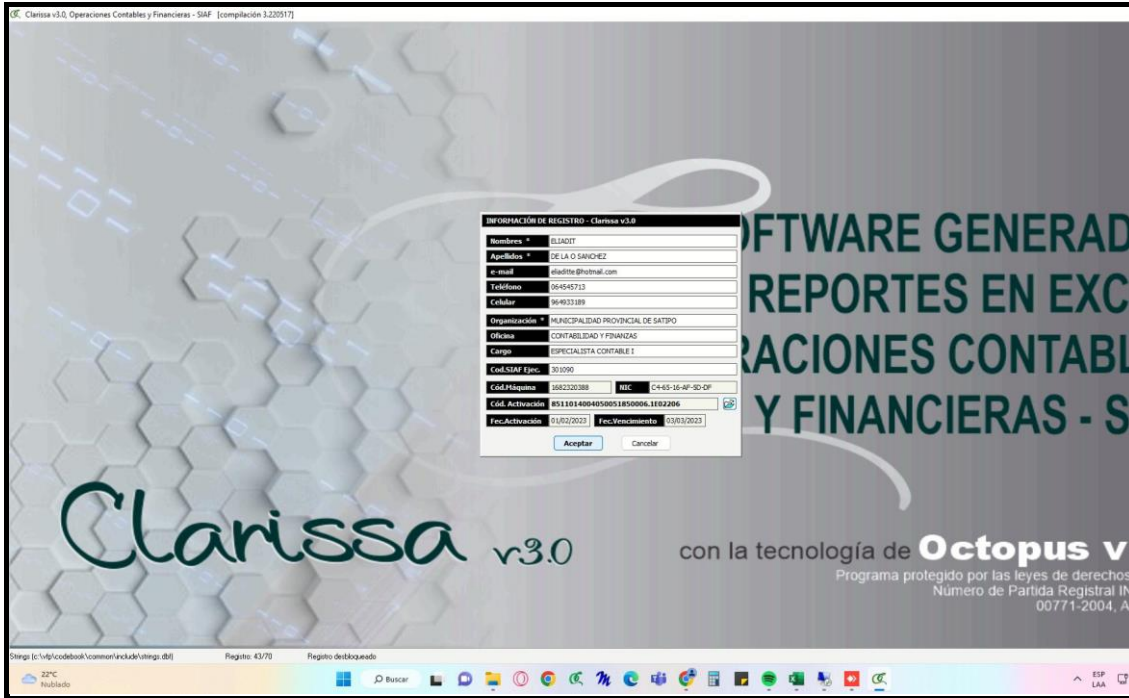 Clarissa v3.0, Operaciones Contables y Financieras - SIAF [compilación 3.220517]
INFORMACIÓN DE REGISTRO - Clarissa v3.0
Nombres * ELIADIT
Apellidos * DE LA O SANCHEZ
e-mail eliaditte@hotmail.com
Teléfono 064545713
Celular 964933189
Organización * MUNICIPALIDAD PROVINCIAL DE SATIPO
Oficina CONTABILIDAD Y FINANZAS
Cargo ESPECIALISTA CONTABLE I
Cod.SIAF Ejec. 301090
Cód.Máquina 1682320388 NIC C4-65-16-AF-5D-DF
Cód. Activación 8511014004050051850006.1E02206
Fec.Activación 01/02/2023 Fec.Vencimiento 03/03/2023
Aceptar Cancelar
OFTWARE GENERAD
REPORTES EN EXC
RACIONES CONTABL
Y FINANCIERAS - S
Clarissa v3.0
con la tecnología de Octopus v
Programa protegido por las leyes de derechos
Número de Partida Registral IN
00771-2004, A
Strings (c:\vfp\codebook\common\include\strings.dbf) Registro: 43/70 Registro desbloqueado
22°C
Nublado
Buscar
ESP
LAA